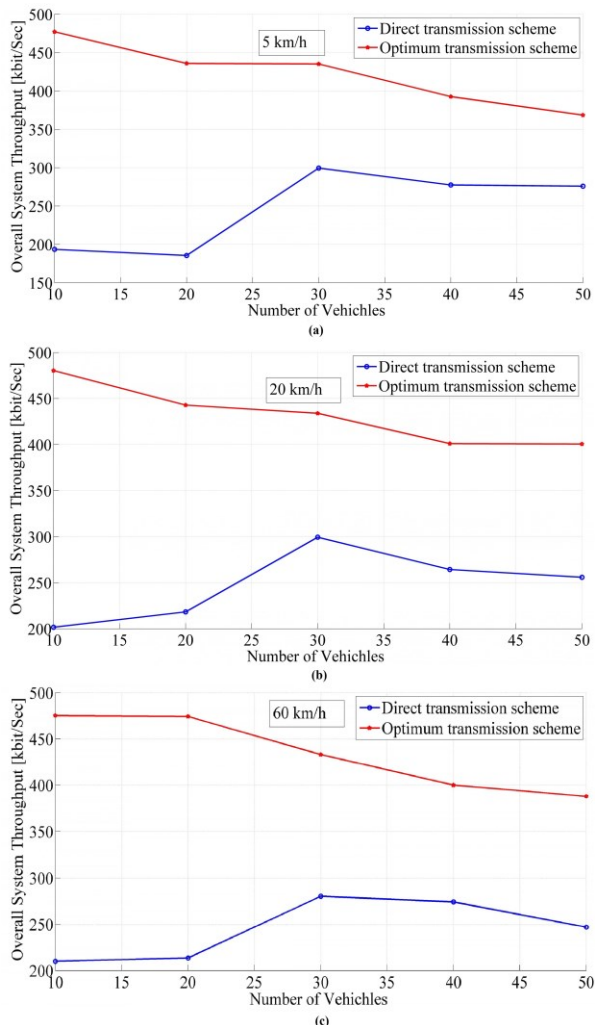 500
450
400
350
300
250
200
150
Overall System Throughput [kbit/Sec]
5 km/h
Direct transmission scheme
Optimum transmission scheme
10 15 20 25 30 35 40 45 50
Number of Vehichles
(a)
500
450
400
350
300
250
200
Overall System Throughput [kbit/Sec]
20 km/h
Direct transmission scheme
Optimum transmission scheme
10 15 20 25 30 35 40 45 50
Number of Vehichles
(b)
500
450
400
350
300
250
200
Overall System Throughput [kbit/Sec]
60 km/h
Direct transmission scheme
Optimum transmission scheme
10 15 20 25 30 35 40 45 50
Number of Vehichles
(c)